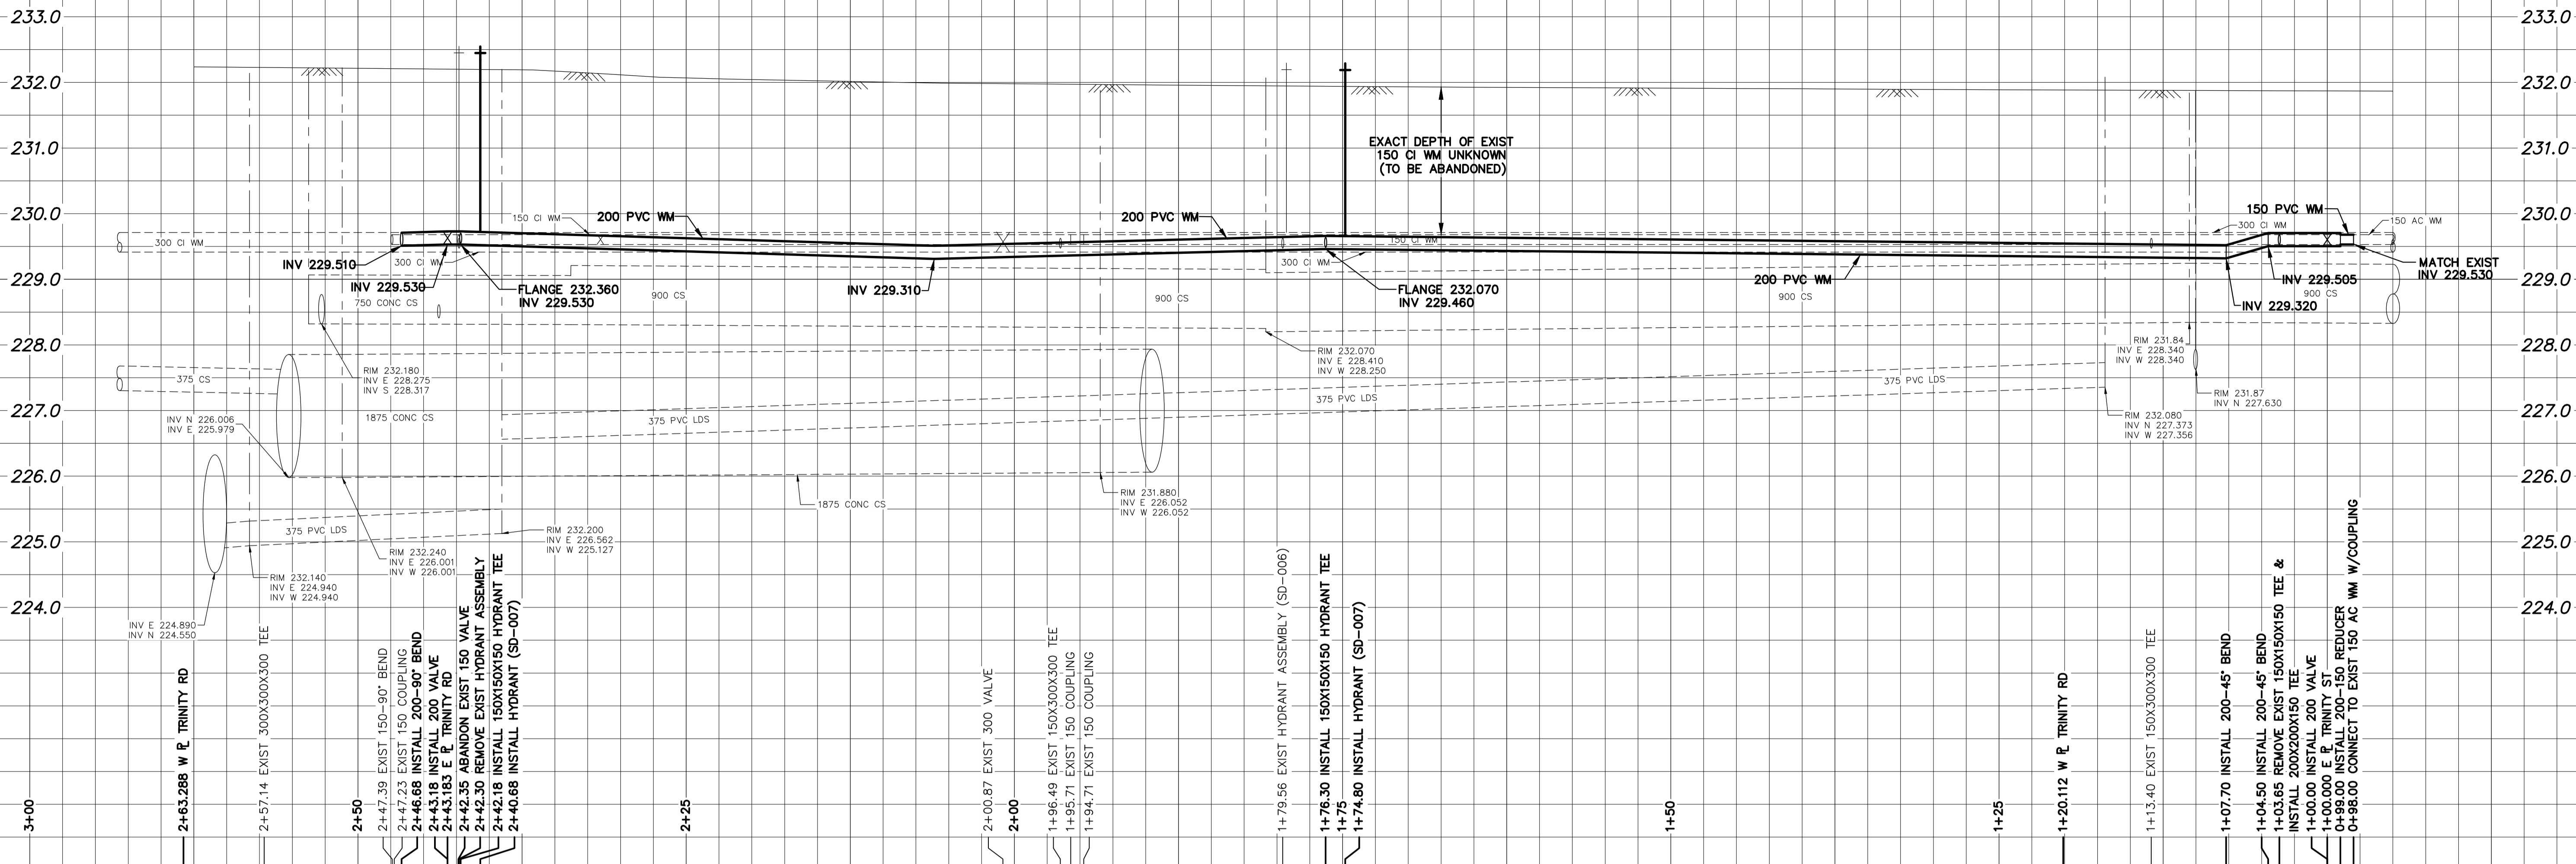 233.0
233.0
232.0
232.0
231.0
231.0
230.0
230.0
229.0
229.0
228.0
228.0
227.0
227.0
226.0
226.0
225.0
225.0
224.0
224.0
EXACT DEPTH OF EXIST
150 CI WM UNKNOWN
(TO BE ABANDONED)
300 CI WM
150 CI WM
200 PVC WM
200 PVC WM
150 CI WM
150 PVC WM
300 CI WM
150 AC WM
INV 229.510
300 CI WM
INV 229.530
FLANGE 232.360
INV 229.530
INV 229.310
300 CI WM
FLANGE 232.070
INV 229.460
200 PVC WM
MATCH EXIST
INV 229.530
INV 229.505
INV 229.320
750 CONC CS
900 CS
900 CS
900 CS
900 CS
375 CS
RIM 232.180
INV E 228.275
INV S 228.317
RIM 232.070
INV E 228.410
INV W 228.250
RIM 231.84
INV E 228.340
INV W 228.340
RIM 231.87
INV N 227.630
RIM 232.080
INV N 227.373
INV W 227.356
INV N 226.006
INV E 225.979
1875 CONC CS
375 PVC LDS
375 PVC LDS
375 PVC LDS
1875 CONC CS
RIM 231.880
INV E 226.052
INV W 226.052
375 PVC LDS
RIM 232.200
INV E 226.562
INV W 225.127
RIM 232.240
INV E 226.001
INV W 226.001
RIM 232.140
INV E 224.940
INV W 224.940
INV E 224.890
INV N 224.550
3+00
2+63.288 W PL TRINITY RD
2+57.14 EXIST 300X300X300 TEE
2+50
2+47.39 EXIST 150-90° BEND
2+47.23 EXIST 150 COUPLING
2+46.68 INSTALL 200-90° BEND
2+43.18 INSTALL 200 VALVE
2+43.183 E PL TRINITY RD
2+42.35 ABANDON EXIST 150 VALVE
2+42.30 REMOVE EXIST HYDRANT ASSEMBLY
2+42.18 INSTALL 150X150X150 HYDRANT TEE
2+40.68 INSTALL HYDRANT (SD-007)
2+25
2+00.87 EXIST 300 VALVE
2+00
1+96.49 EXIST 150X300X300 TEE
1+95.71 EXIST 150 COUPLING
1+94.71 EXIST 150 COUPLING
1+79.56 EXIST HYDRANT ASSEMBLY (SD-006)
1+76.30 INSTALL 150X150X150 HYDRANT TEE
1+75
1+74.80 INSTALL HYDRANT (SD-007)
1+50
1+25
1+20.112 W PL TRINITY RD
1+13.40 EXIST 150X300X300 TEE
1+07.70 INSTALL 200-45° BEND
1+04.50 INSTALL 200-45° BEND
1+03.65 REMOVE EXIST 150X150X150 TEE &
INSTALL 200X200X150 TEE
1+00.00 INSTALL 200 VALVE
1+00.000 E PL TRINITY ST
0+99.00 INSTALL 200-150 REDUCER
0+98.00 CONNECT TO EXIST 150 AC WM W/COUPLING